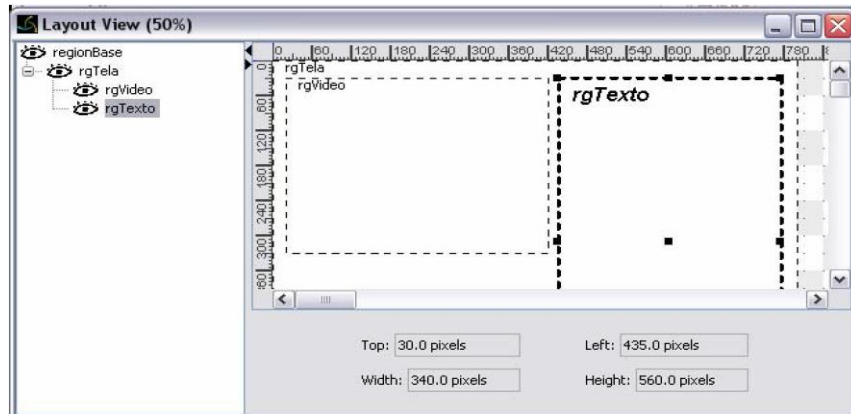 Layout View (50%)
regionBase
rgTela
rgVideo
rgTexto
0 60 120 180 240 300 360 420 480 540 600 660 720 780
rgTela
rgVideo
rgTexto
0
60
120
180
240
300
Top: 30.0 pixels Left: 435.0 pixels
Width: 340.0 pixels Height: 560.0 pixels